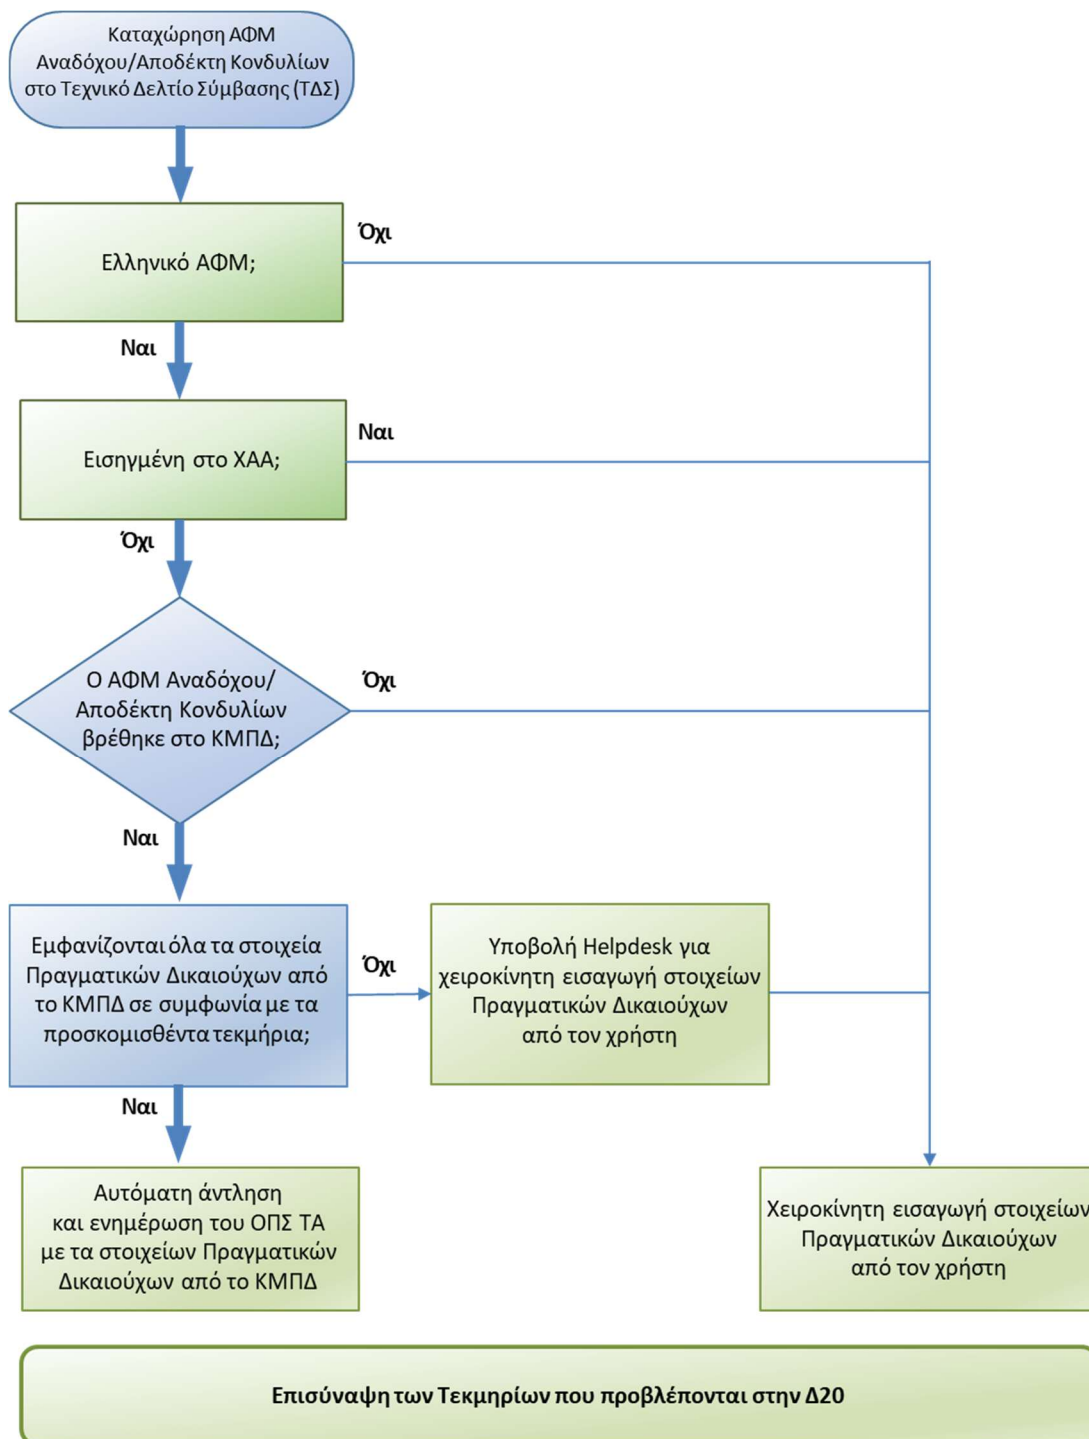 Καταχώρηση ΑΦΜ
Αναδόχου/Αποδέκτη Κονδυλίων
στο Τεχνικό Δελτίο Σύμβασης (ΤΔΣ)
Όχι
Ελληνικό ΑΦΜ;
Ναι
Ναι
Εισηγμένη στο ΧΑΑ;
Όχι
Ο ΑΦΜ Αναδόχου/
Αποδέκτη Κονδυλίων
βρέθηκε στο ΚΜΠΔ;
Όχι
Ναι
Εμφανίζονται όλα τα στοιχεία
Πραγματικών Δικαιούχων από
το ΚΜΠΔ σε συμφωνία με τα
προσκομισθέντα τεκμήρια;
Όχι
Υποβολή Helpdesk για
χειροκίνητη εισαγωγή στοιχείων
Πραγματικών Δικαιούχων
από τον χρήστη
Ναι
Αυτόματη άντληση
και ενημέρωση του ΟΠΣ ΤΑ
με τα στοιχείων Πραγματικών
Δικαιούχων από το ΚΜΠΔ
Χειροκίνητη εισαγωγή στοιχείων
Πραγματικών Δικαιούχων
από τον χρήστη
Επισύναψη των Τεκμηρίων που προβλέπονται στην Δ20